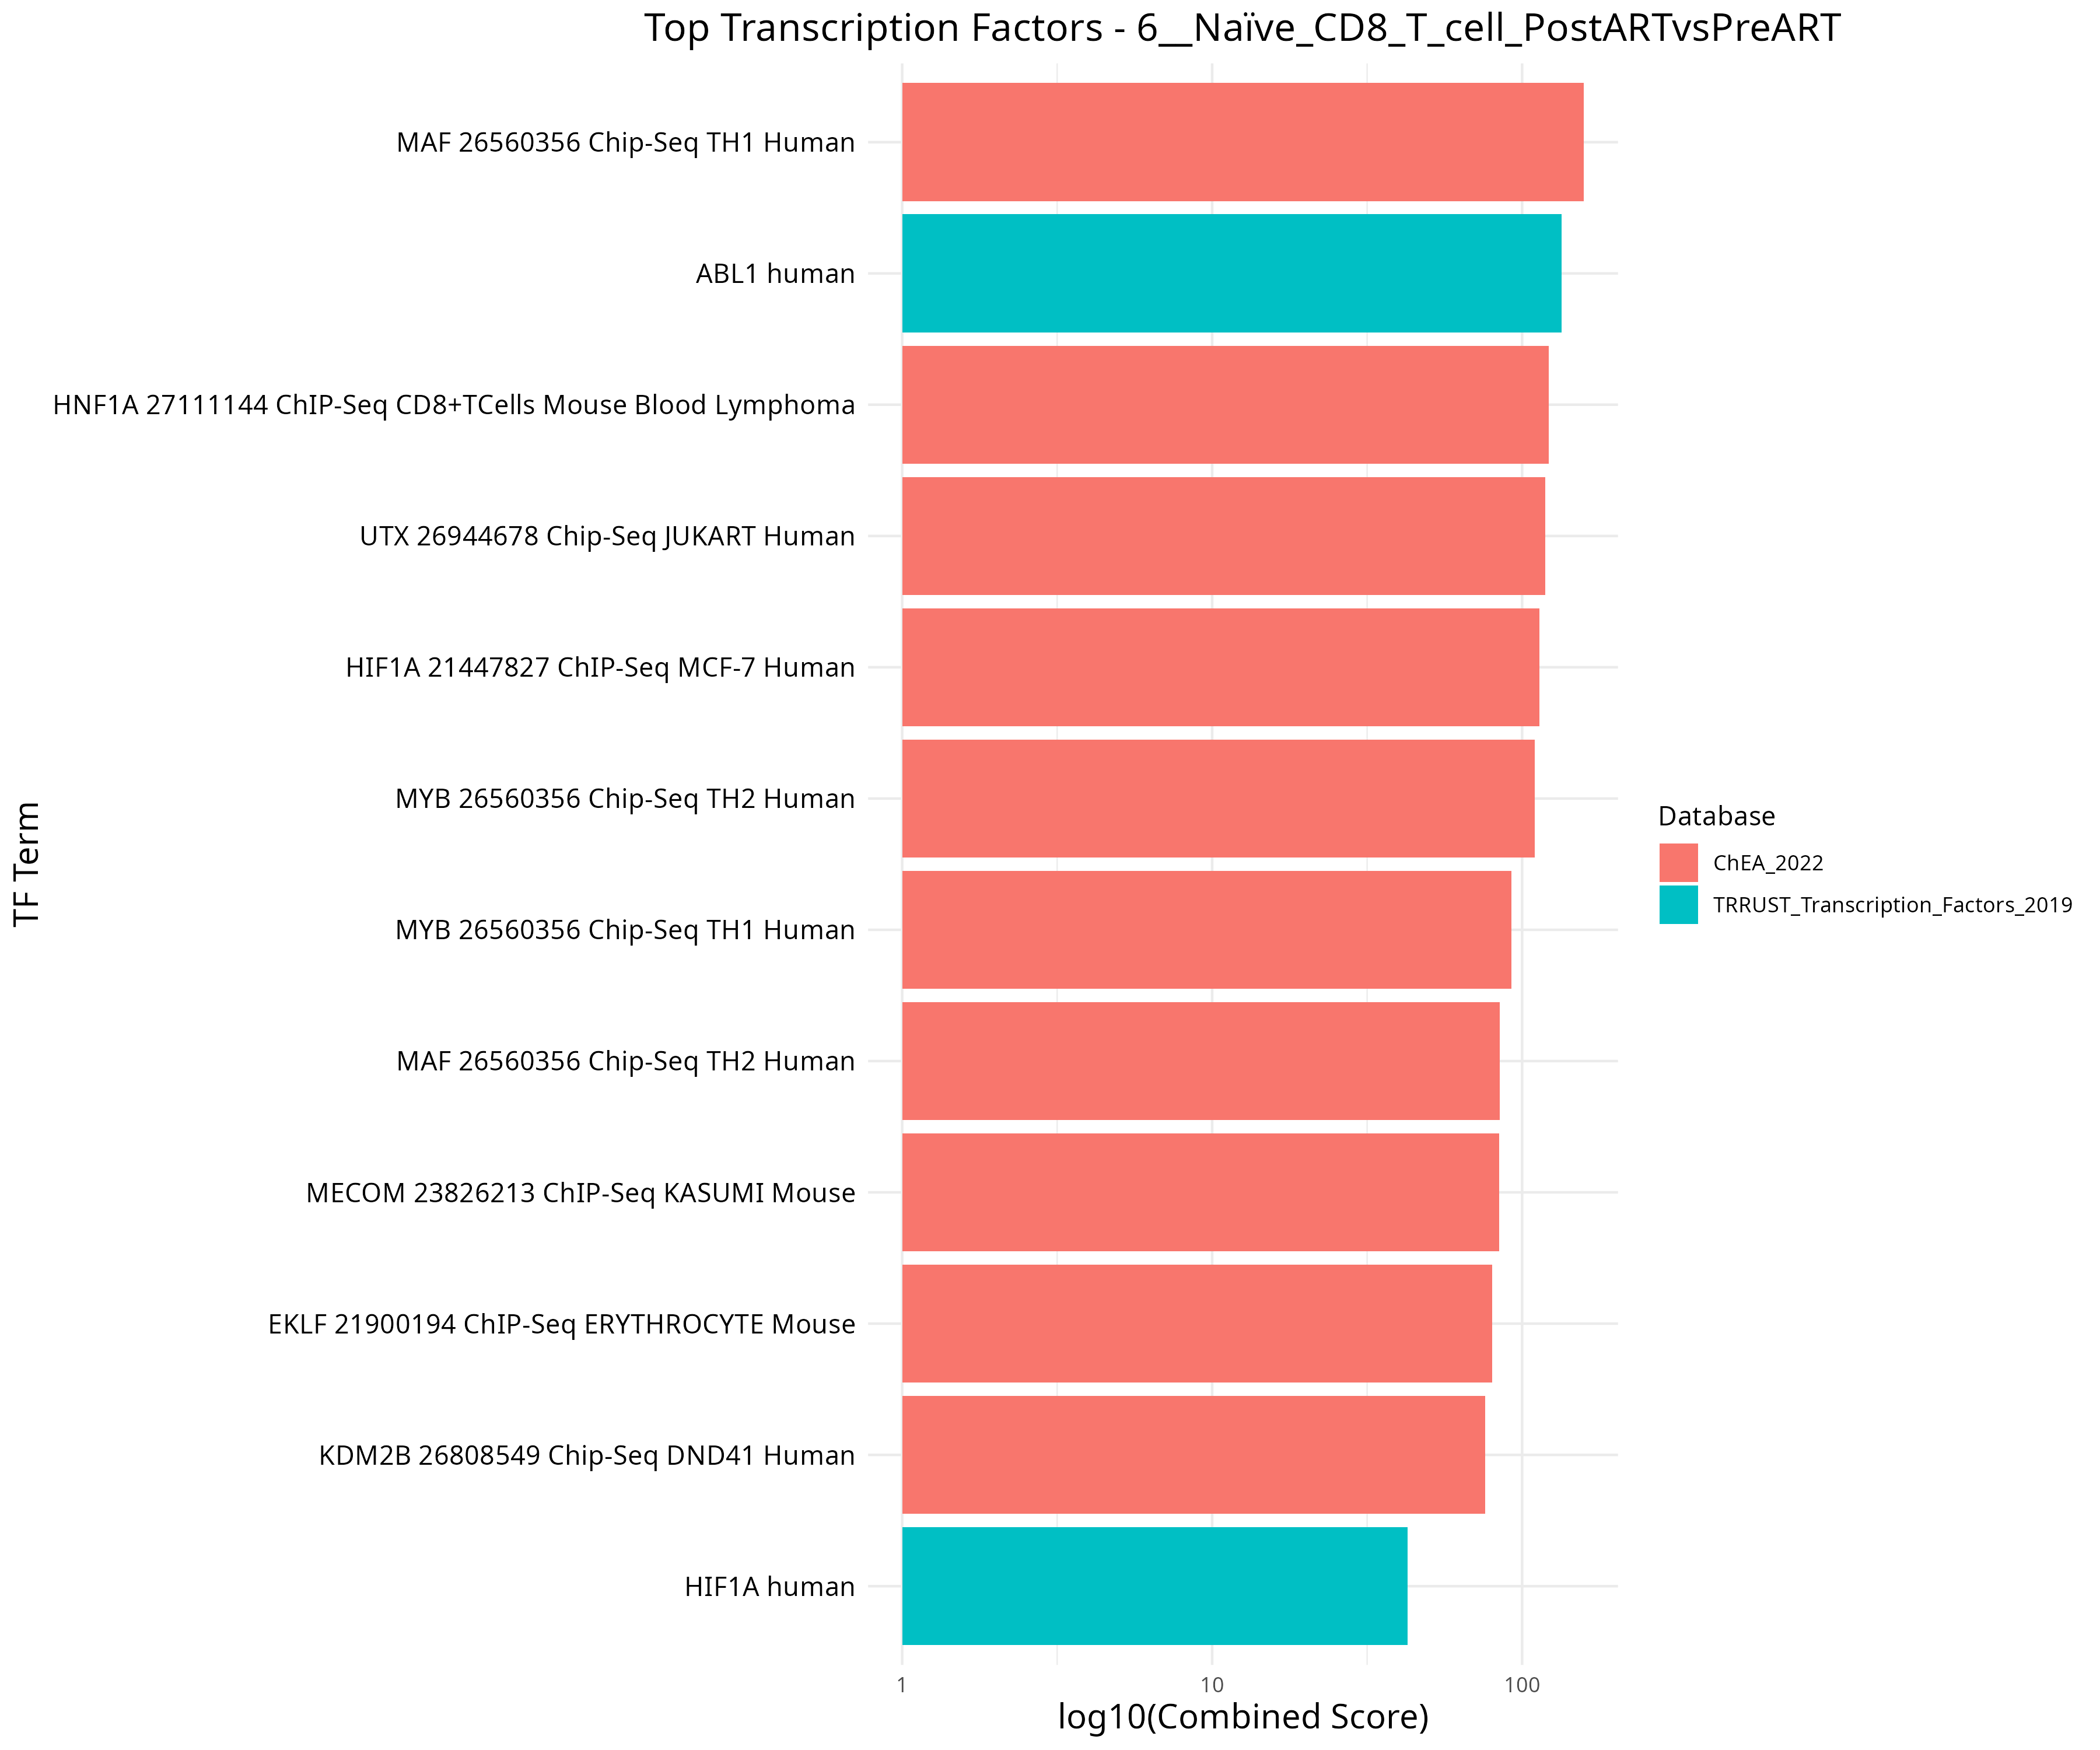 Top Transcription Factors - 6__Naïve_CD8_T_cell_PostARTvsPreART
TF Term
MAF 26560356 Chip-Seq TH1 Human
ABL1 human
HNF1A 27111144 ChIP-Seq CD8+TCells Mouse Blood Lymphoma
UTX 26944678 Chip-Seq JUKART Human
HIF1A 21447827 ChIP-Seq MCF-7 Human
MYB 26560356 Chip-Seq TH2 Human
MYB 26560356 Chip-Seq TH1 Human
MAF 26560356 Chip-Seq TH2 Human
MECOM 23826213 ChIP-Seq KASUMI Mouse
EKLF 21900194 ChIP-Seq ERYTHROCYTE Mouse
KDM2B 26808549 Chip-Seq DND41 Human
HIF1A human
1 10 100
log10(Combined Score)
Database
ChEA_2022
TRRUST_Transcription_Factors_2019